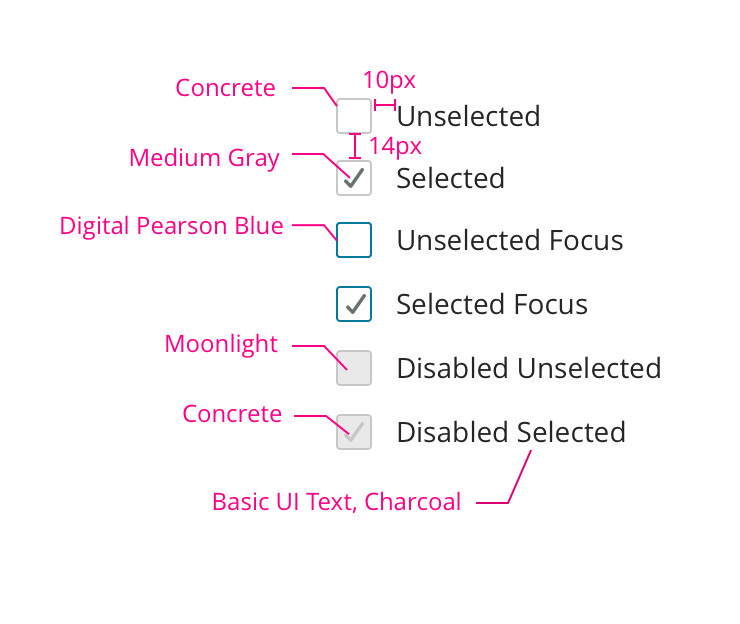 10px
Concrete
Unselected
14px
Medium Gray
Selected
Digital Pearson Blue
Unselected Focus
Selected Focus
Moonlight
Disabled Unselected
Concrete
Disabled Selected
Basic UI Text, Charcoal